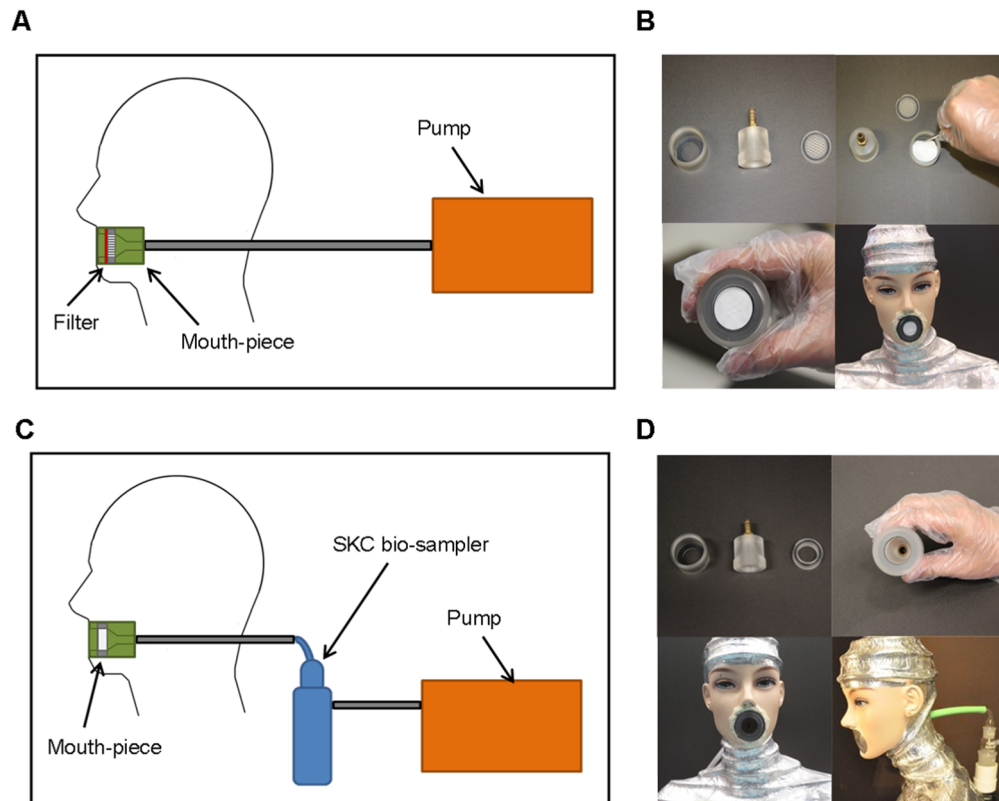 A
B
Pump
Filter
Mouth-piece
C
D
SKC bio-sampler
Pump
Mouth-piece